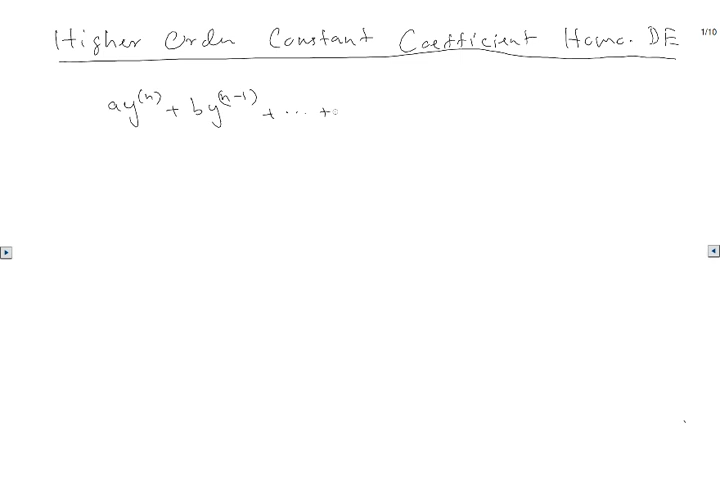 Higher Order Constant Coefficient Homo. DE
1/10
ay^(n) + by^(n-1) + ... +